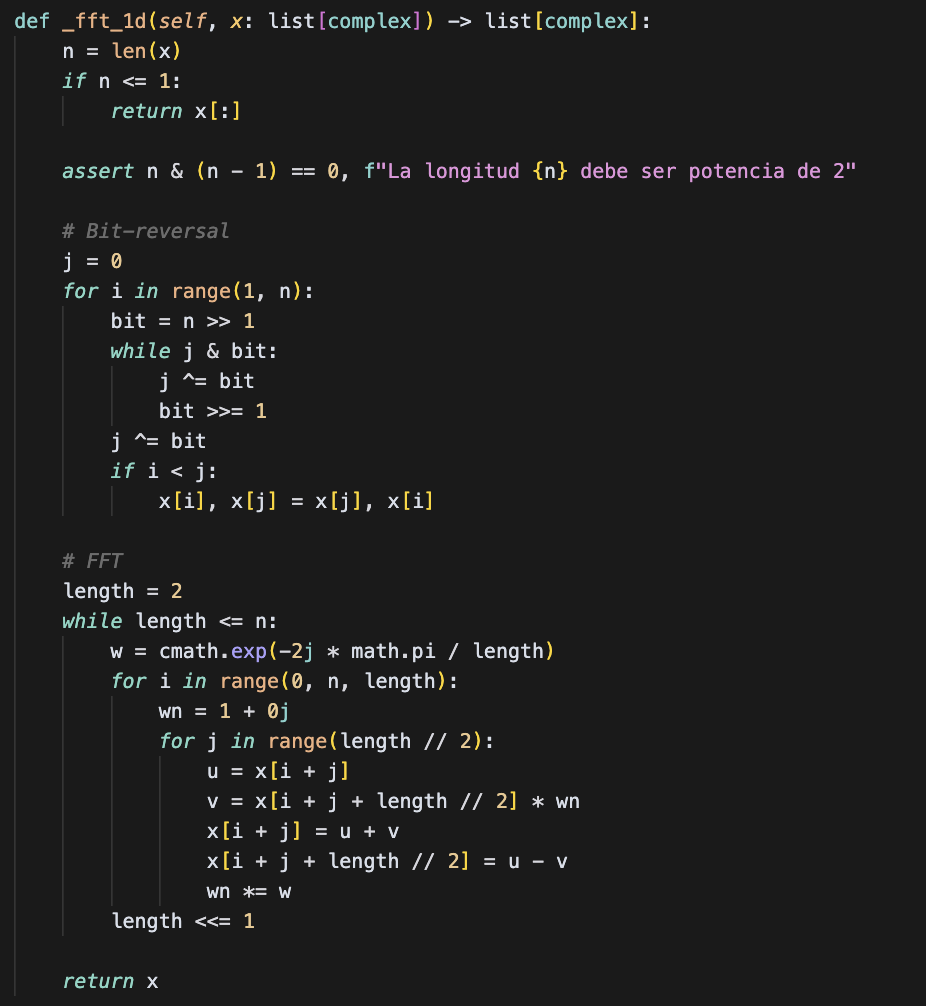 def _fft_1d(self, x: list[complex]) -> list[complex]:
    n = len(x)
    if n <= 1:
        return x[:]

    assert n & (n - 1) == 0, f"La longitud {n} debe ser potencia de 2"

    # Bit-reversal
    j = 0
    for i in range(1, n):
        bit = n >> 1
        while j & bit:
            j ^= bit
            bit >>= 1
        j ^= bit
        if i < j:
            x[i], x[j] = x[j], x[i]

    # FFT
    length = 2
    while length <= n:
        w = cmath.exp(-2j * math.pi / length)
        for i in range(0, n, length):
            wn = 1 + 0j
            for j in range(length // 2):
                u = x[i + j]
                v = x[i + j + length // 2] * wn
                x[i + j] = u + v
                x[i + j + length // 2] = u - v
                wn *= w
        length <<= 1

    return x